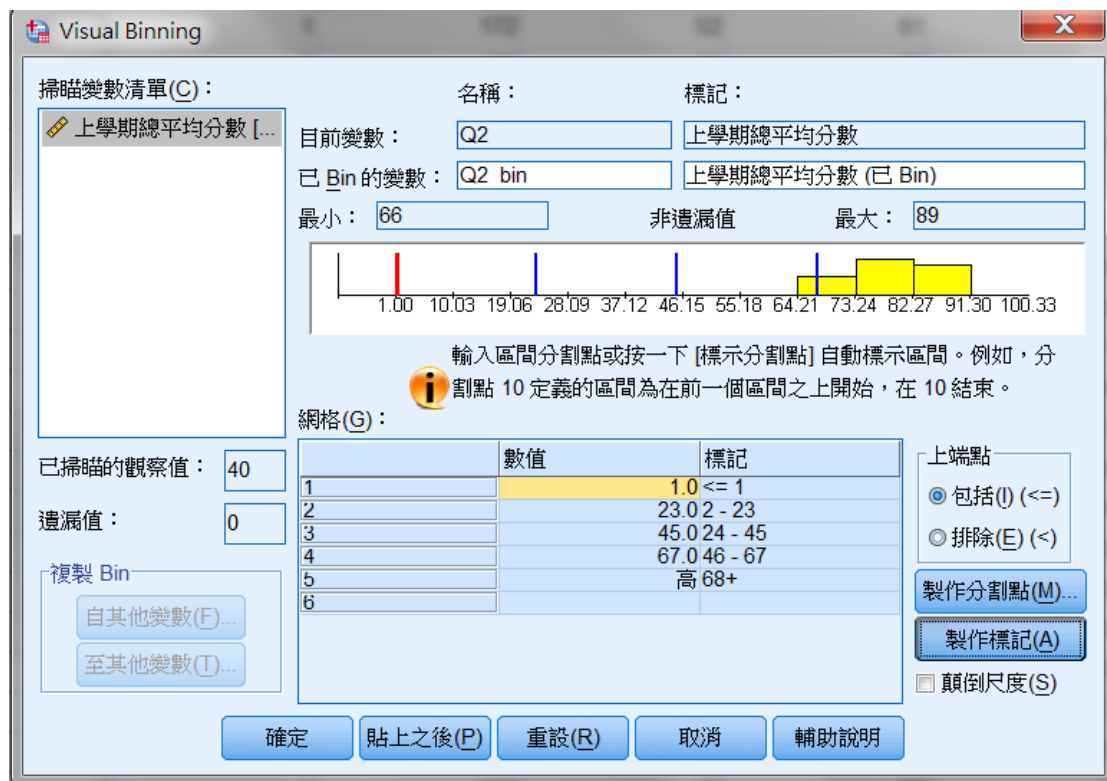 Visual Binning
掃瞄變數清單(C)：
名稱：
標記：
上學期總平均分數 [...
目前變數：
Q2
上學期總平均分數
已 Bin 的變數：
Q2 bin
上學期總平均分數 (已 Bin)
最小：
66
非遺漏值
最大：
89
1.00 10.03 19.06 28.09 37.12 46.15 55.18 64.21 73.24 82.27 91.30 100.33
輸入區間分割點或按一下 [標示分割點] 自動標示區間。例如，分
割點 10 定義的區間為在前一個區間之上開始，在 10 結束。
網格(G)：
數值 標記
1 1.0 <= 1
2 23.0 2 - 23
3 45.0 24 - 45
4 67.0 46 - 67
5 高 68+
6
已掃瞄的觀察值：
40
遺漏值：
0
複製 Bin
自其他變數(F)...
至其他變數(T)...
上端點
包括(I) (<=)
排除(E) (<)
製作分割點(M)...
製作標記(A)
顛倒尺度(S)
確定
貼上之後(P)
重設(R)
取消
輔助說明